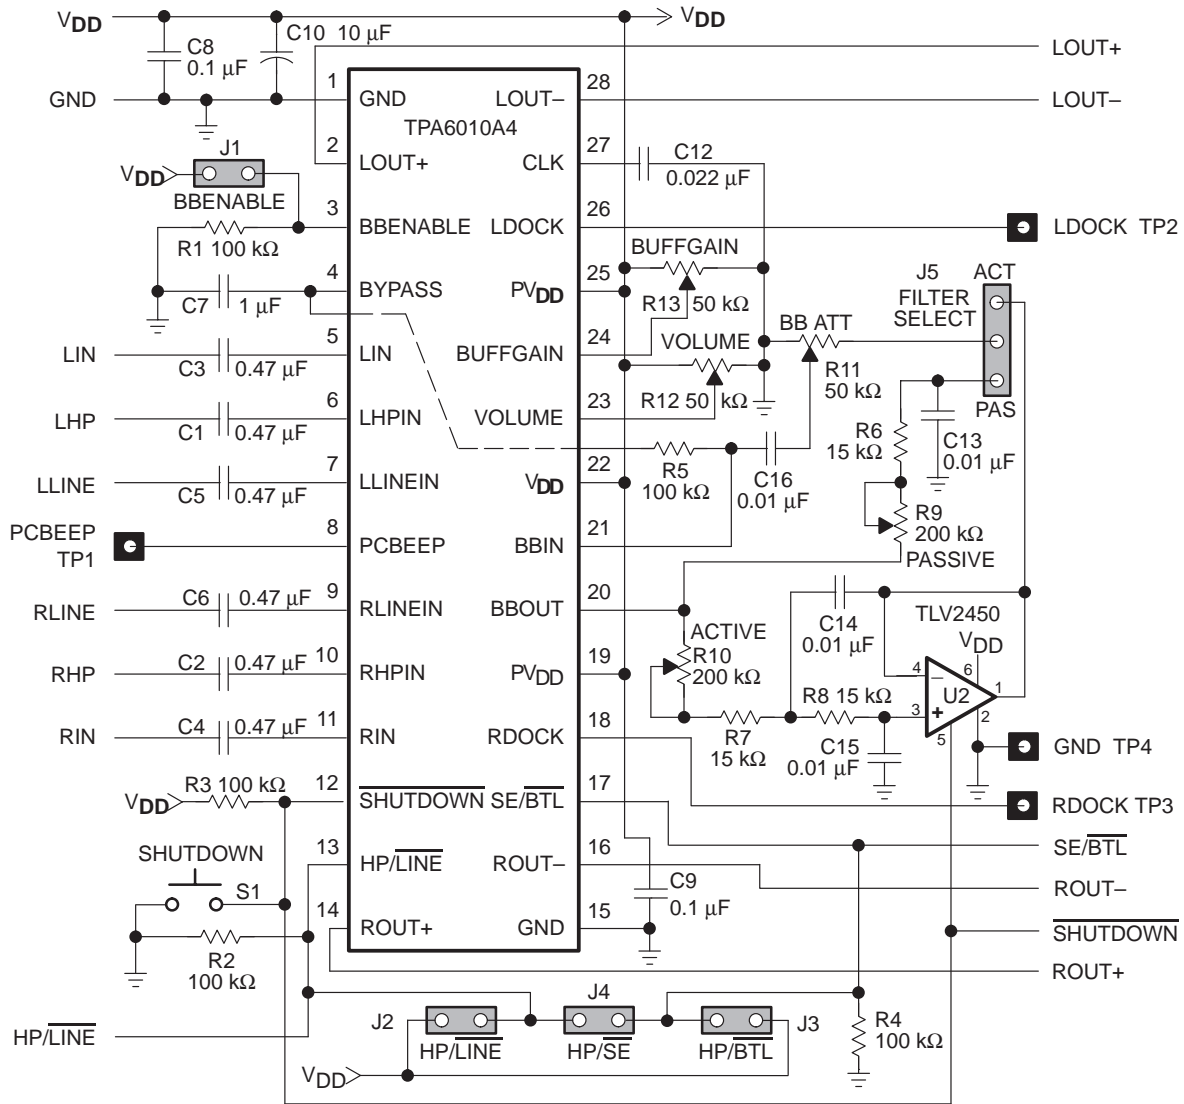 VDD
VDD
C8
0.1 μF
C10 10 μF
LOUT+
GND
1
GND
TPA6010A4
LOUT–
28
LOUT–
J1
VDD
BBENABLE
2
LOUT+
CLK
27
C12
0.022 μF
3
BBENABLE
LDOCK
26
LDOCK TP2
R1 100 kΩ
BUFFGAIN
J5
ACT
FILTER
SELECT
C7
1 μF
4
BYPASS
PVDD
25
R13 50 kΩ
BB ATT
LIN
C3
0.47 μF
5
LIN
BUFFGAIN
24
VOLUME
R11
50 kΩ
PAS
LHP
C1
0.47 μF
6
LHPIN
VOLUME
23
R12 50 kΩ
R6
15 kΩ
C13
0.01 μF
LLINE
C5
0.47 μF
7
LLINEIN
VDD
22
R5
100 kΩ
C16
0.01 μF
R9
200 kΩ
PASSIVE
PCBEEP
TP1
8
PCBEEP
BBIN
21
RLINE
C6
0.47 μF
9
RLINEIN
BBOUT
20
C14
0.01 μF
TLV2450
VDD
ACTIVE
R10
200 kΩ
RHP
C2
0.47 μF
10
RHPIN
PVDD
19
4
–
6
U2
1
R8 15 kΩ
3
+
2
5
RIN
C4
0.47 μF
11
RIN
RDOCK
18
R7
15 kΩ
C15
0.01 μF
GND TP4
VDD
R3 100 kΩ
12
SHUTDOWN
SE/BTL
17
RDOCK TP3
SHUTDOWN
S1
13
HP/LINE
ROUT–
16
SE/BTL
C9
0.1 μF
ROUT–
14
ROUT+
GND
15
SHUTDOWN
R2
100 kΩ
ROUT+
HP/LINE
J2
HP/LINE
J4
HP/SE
J3
HP/BTL
R4
100 kΩ
VDD